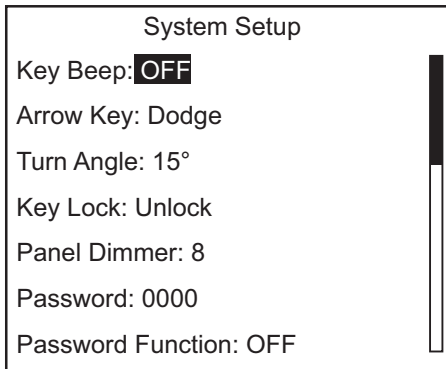 System Setup
Key Beep: OFF
Arrow Key: Dodge
Turn Angle: 15°
Key Lock: Unlock
Panel Dimmer: 8
Password: 0000
Password Function: OFF